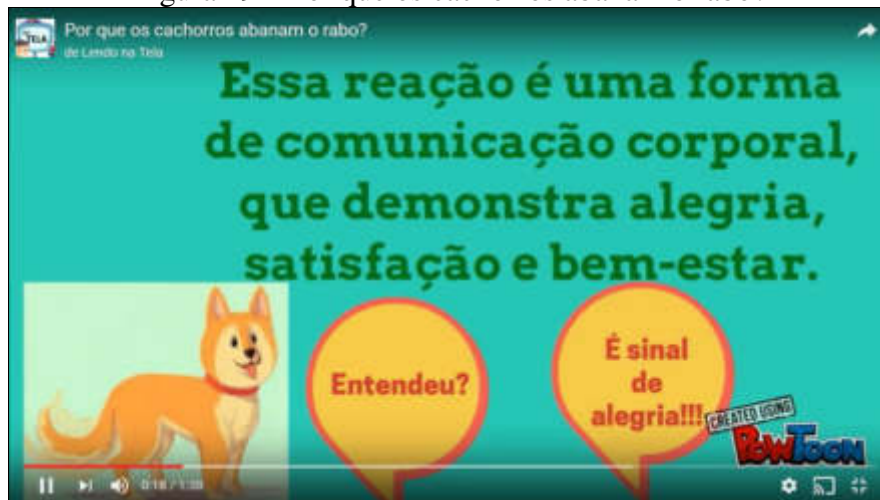 Por que os cachorros abanam o rabo?
TELA
de Lendo na Tela
Essa reação é uma forma
de comunicação corporal,
que demonstra alegria,
satisfação e bem-estar.
Entendeu?
É sinal
de
alegria!!!
CREATED USING
POWTOON